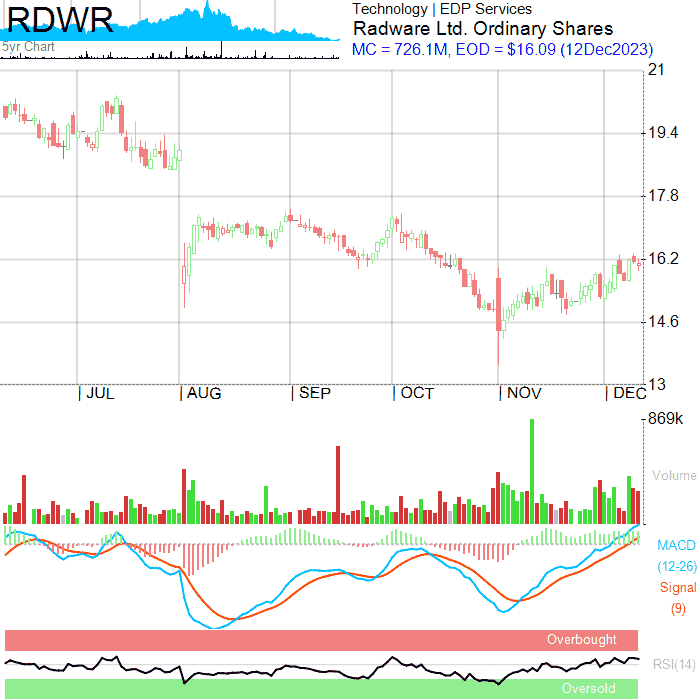 RDWR
5yr Chart
Technology | EDP Services
Radware Ltd. Ordinary Shares
MC = 726.1M, EOD = $16.09 (12Dec2023)
21
19.4
17.8
16.2
14.6
13
| JUL | AUG | SEP | OCT | NOV | DEC
869k
Volume
MACD
(12-26)
Signal
(9)
Overbought
RSI(14)
Oversold